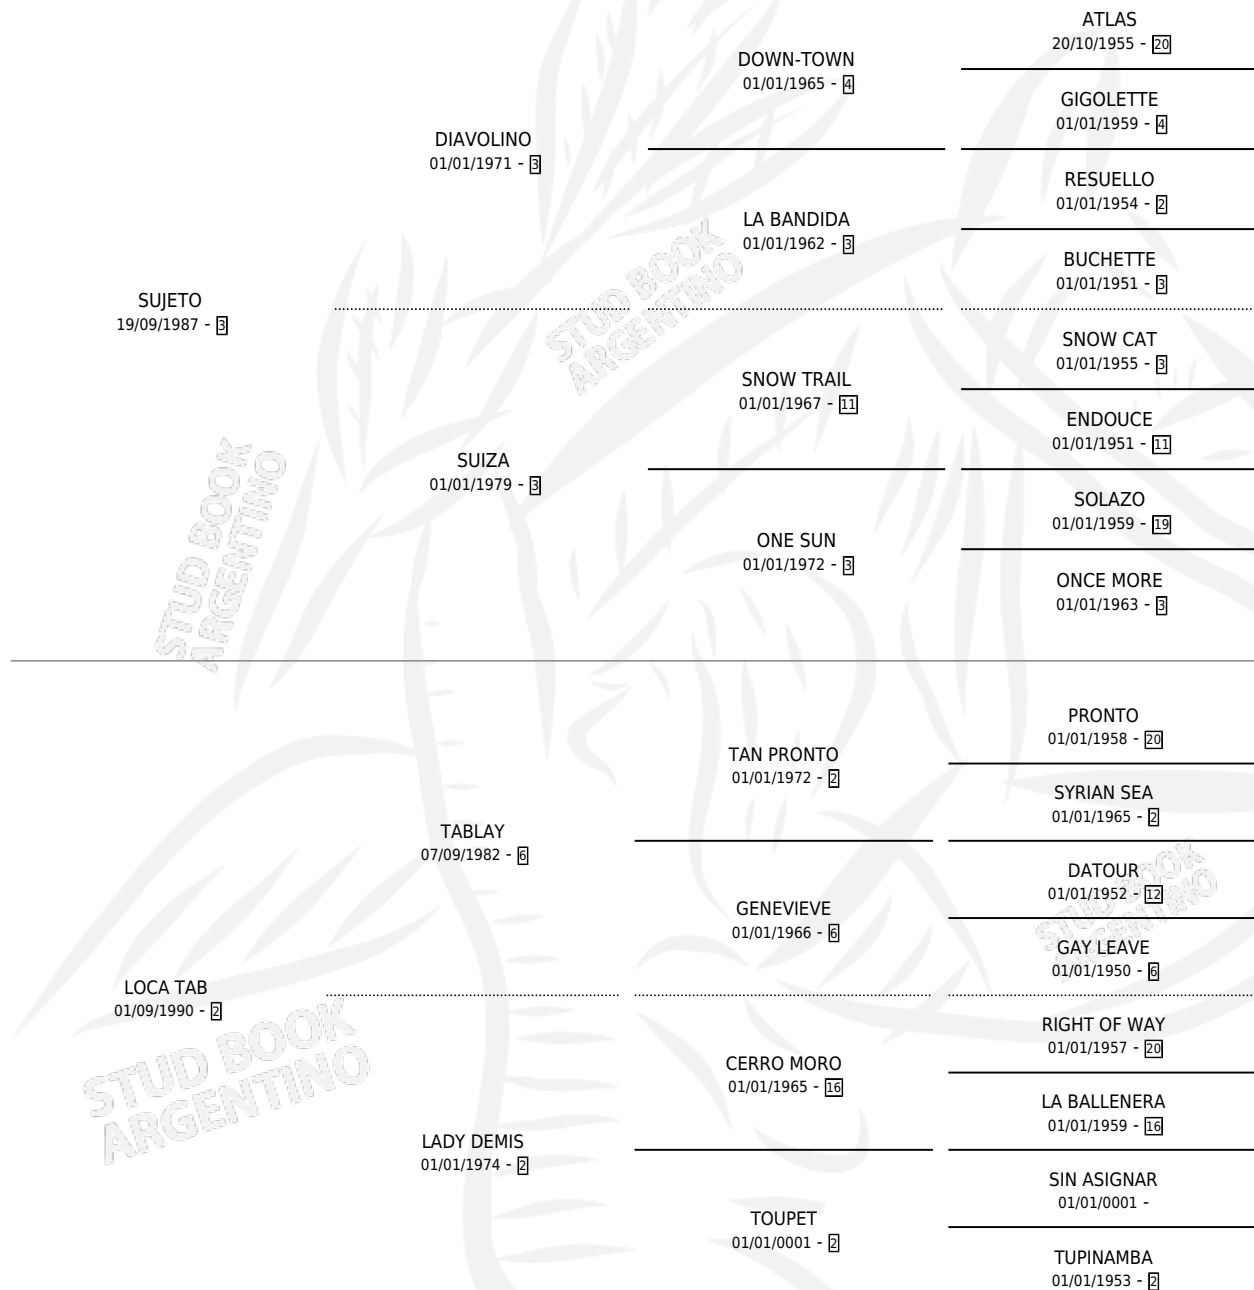 ATLAS
20/10/1955 - 20
DOWN-TOWN
01/01/1965 - 4
GIGOLETTE
01/01/1959 - 4
DIAVOLINO
01/01/1971 - 3
RESUELLO
01/01/1954 - 2
LA BANDIDA
01/01/1962 - 3
BUCHETTE
01/01/1951 - 3
SUJETO
19/09/1987 - 3
SNOW CAT
01/01/1955 - 3
SNOW TRAIL
01/01/1967 - 11
ENDOUCE
01/01/1951 - 11
SUIZA
01/01/1979 - 3
SOLAZO
01/01/1959 - 19
ONE SUN
01/01/1972 - 3
ONCE MORE
01/01/1963 - 3
STUD BOOK
ARGENTINO
STUD BOOK
ARGENTINO
PRONTO
01/01/1958 - 20
TAN PRONTO
01/01/1972 - 2
SYRIAN SEA
01/01/1965 - 2
TABLAY
07/09/1982 - 6
DATOUR
01/01/1952 - 12
GENEVIEVE
01/01/1966 - 6
GAY LEAVE
01/01/1950 - 6
STUD BOOK
ARGENTINO
LOCA TAB
01/09/1990 - 2
RIGHT OF WAY
01/01/1957 - 20
CERRO MORO
01/01/1965 - 16
LA BALLENERA
01/01/1959 - 16
STUD BOOK
ARGENTINO
LADY DEMIS
01/01/1974 - 2
SIN ASIGNAR
01/01/0001 -
TOUPET
01/01/0001 - 2
TUPINAMBA
01/01/1953 - 2